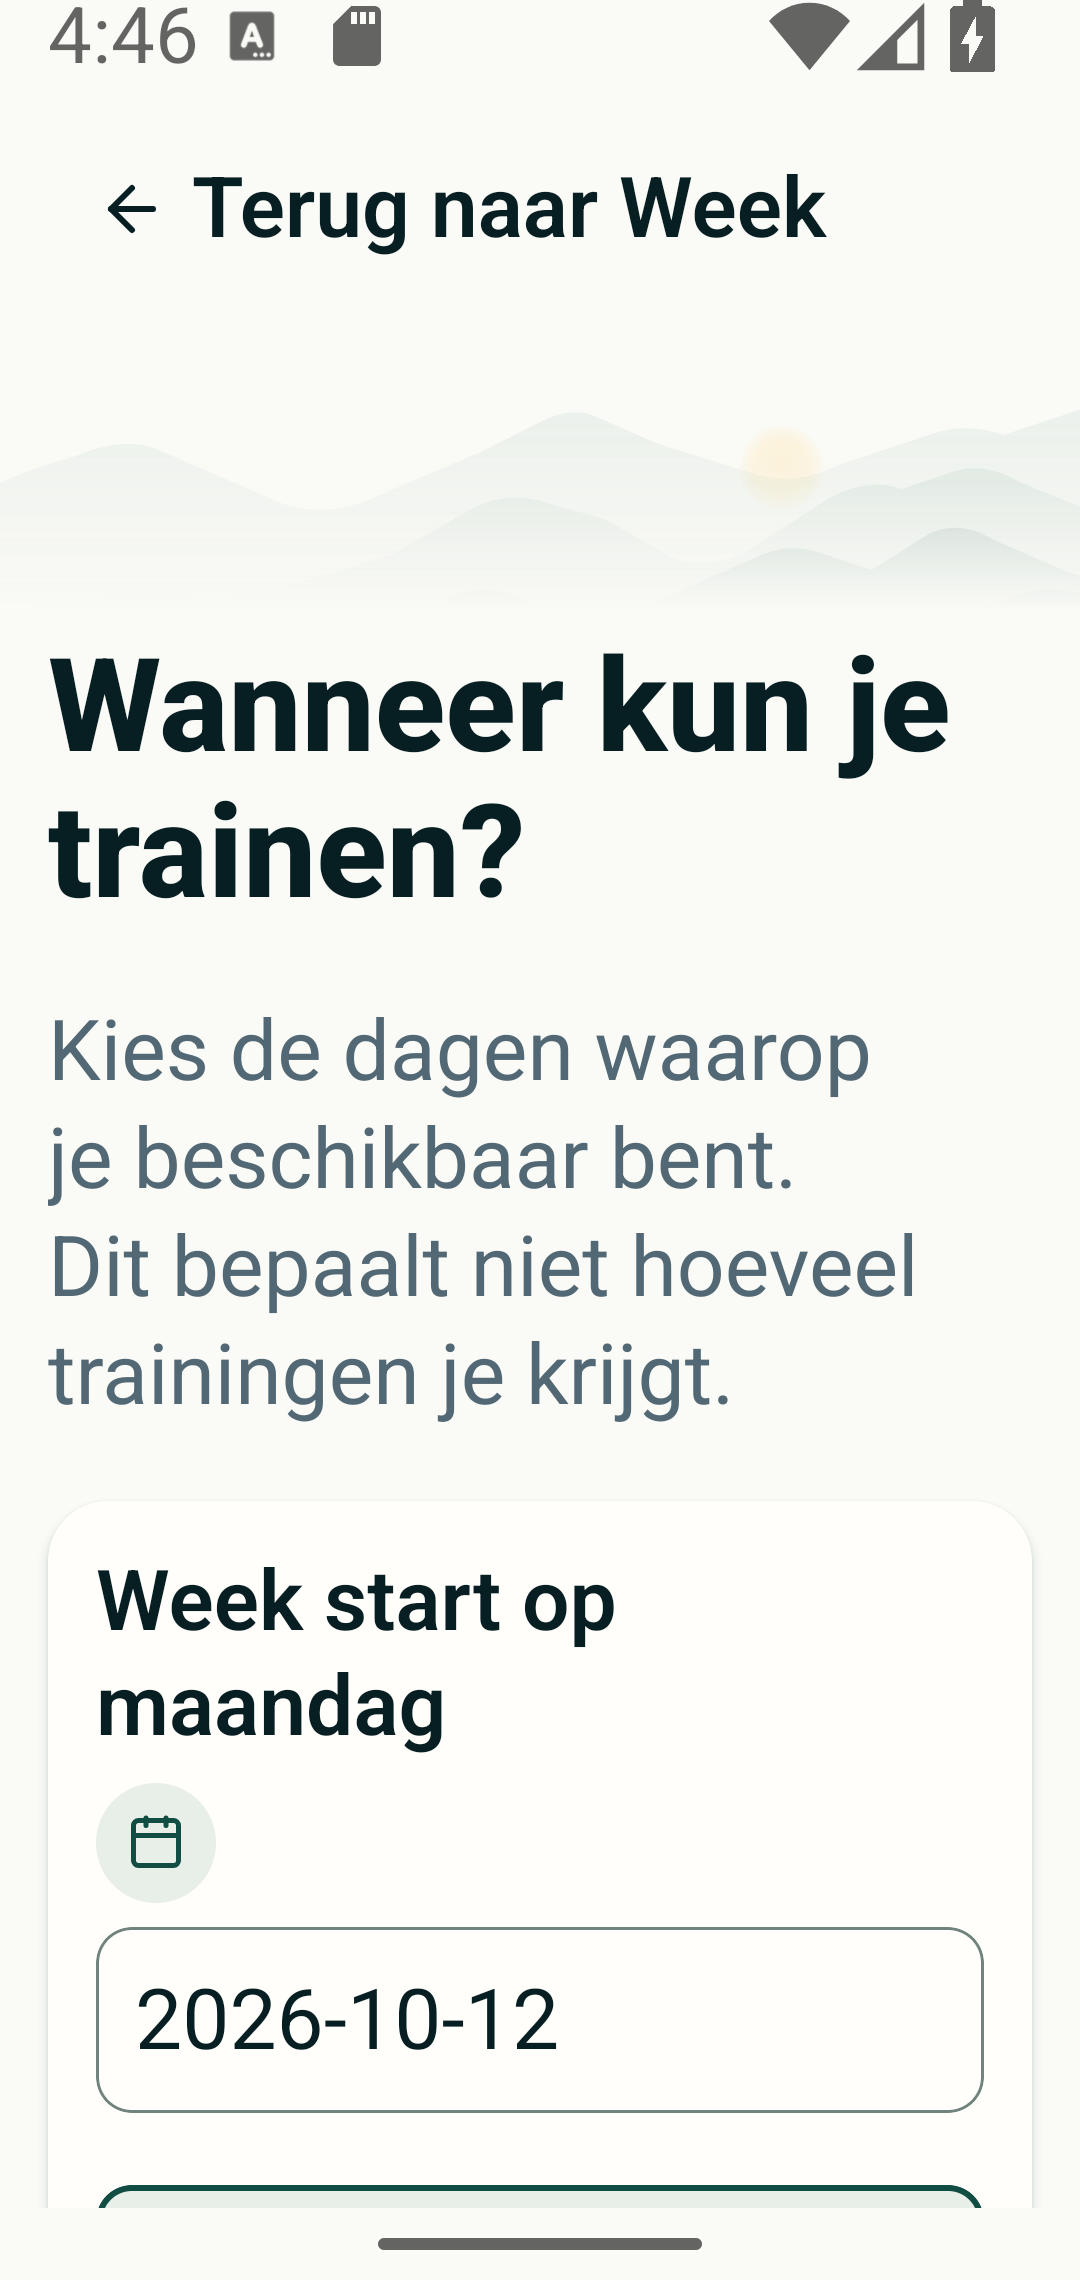 4:46
Terug naar Week
Wanneer kun je
trainen?
Kies de dagen waarop
je beschikbaar bent.
Dit bepaalt niet hoeveel
trainingen je krijgt.
Week start op
maandag
2026-10-12